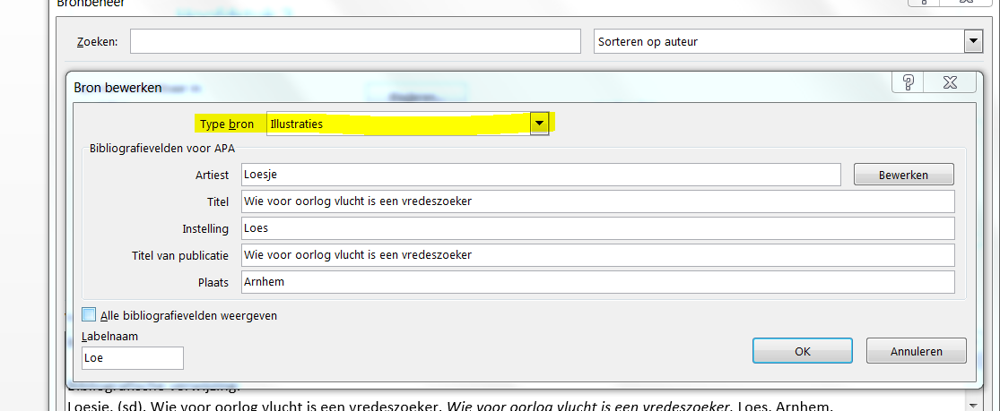 Bronbeheer
Zoeken:
Sorteren op auteur
Bron bewerken
Type bron Illustraties
Bibliografievelden voor APA
Artiest Loesje Bewerken
Titel Wie voor oorlog vlucht is een vredeszoeker
Instelling Loes
Titel van publicatie Wie voor oorlog vlucht is een vredeszoeker
Plaats Arnhem
Alle bibliografievelden weergeven
Labelnaam
Loe
OK Annuleren
Bibliografische verwijzing:
Loesje. (sd). Wie voor oorlog vlucht is een vredeszoeker. Wie voor oorlog vlucht is een vredeszoeker. Loes, Arnhem.